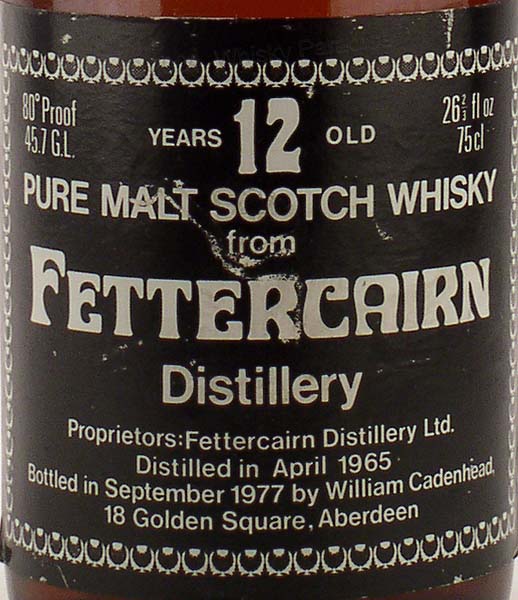 80° Proof
45.7 G.L.
YEARS 12 OLD
26⅔ fl oz
75cl
PURE MALT SCOTCH WHISKY
from
FETTERCAIRN
Distillery
Proprietors: Fettercairn Distillery Ltd.
Distilled in April 1965
Bottled in September 1977 by William Cadenhead,
18 Golden Square, Aberdeen